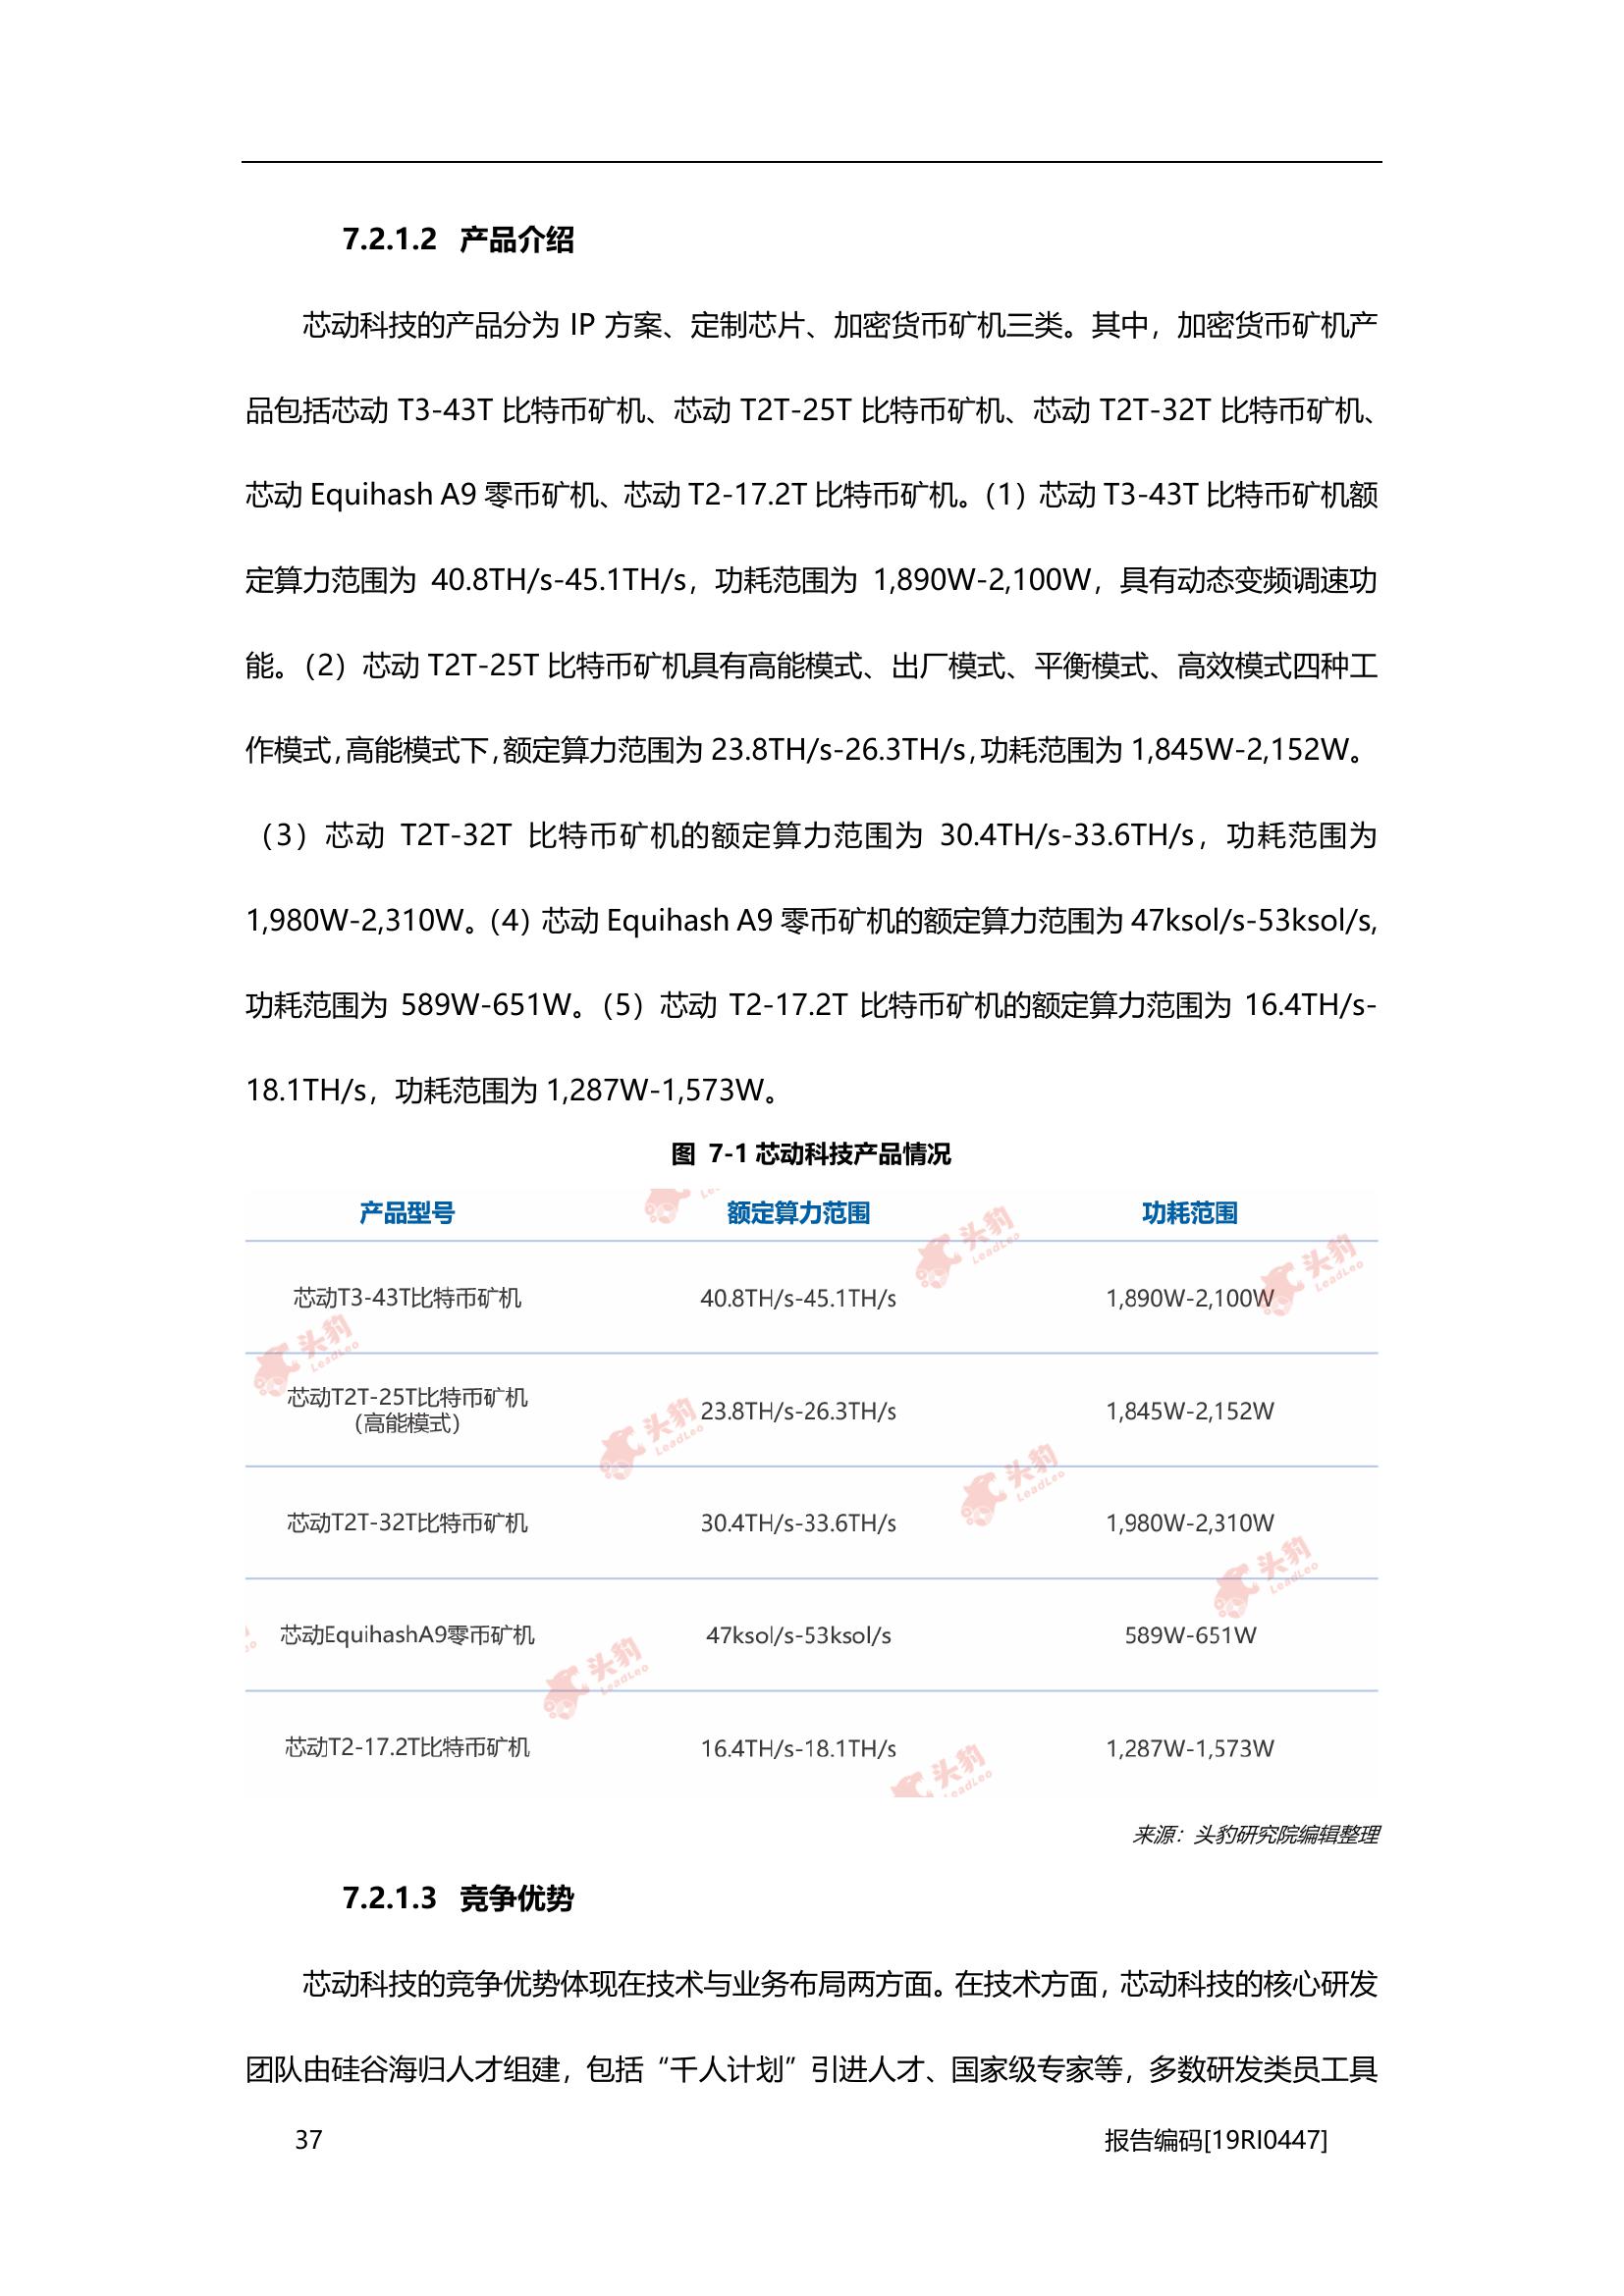 7.2.1.2 产品介绍
芯动科技的产品分为 IP 方案、定制芯片、加密货币矿机三类。其中，加密货币矿机产
品包括芯动 T3-43T 比特币矿机、芯动 T2T-25T 比特币矿机、芯动 T2T-32T 比特币矿机、
芯动 Equihash A9 零币矿机、芯动 T2-17.2T 比特币矿机。（1）芯动 T3-43T 比特币矿机额
定算力范围为 40.8TH/s-45.1TH/s，功耗范围为 1,890W-2,100W，具有动态变频调速功
能。（2）芯动 T2T-25T 比特币矿机具有高能模式、出厂模式、平衡模式、高效模式四种工
作模式，高能模式下，额定算力范围为 23.8TH/s-26.3TH/s，功耗范围为 1,845W-2,152W。
（3）芯动 T2T-32T 比特币矿机的额定算力范围为 30.4TH/s-33.6TH/s，功耗范围为
1,980W-2,310W。（4）芯动 Equihash A9 零币矿机的额定算力范围为 47ksol/s-53ksol/s,
功耗范围为 589W-651W。（5）芯动 T2-17.2T 比特币矿机的额定算力范围为 16.4TH/s-
18.1TH/s，功耗范围为 1,287W-1,573W。
图 7-1 芯动科技产品情况
产品型号 额定算力范围 功耗范围
芯动T3-43T比特币矿机 40.8TH/s-45.1TH/s 1,890W-2,100W
芯动T2T-25T比特币矿机
（高能模式） 23.8TH/s-26.3TH/s 1,845W-2,152W
芯动T2T-32T比特币矿机 30.4TH/s-33.6TH/s 1,980W-2,310W
芯动EquihashA9零币矿机 47ksol/s-53ksol/s 589W-651W
芯动T2-17.2T比特币矿机 16.4TH/s-18.1TH/s 1,287W-1,573W
头豹 LeadLeo
来源：头豹研究院编辑整理
7.2.1.3 竞争优势
芯动科技的竞争优势体现在技术与业务布局两方面。在技术方面，芯动科技的核心研发
团队由硅谷海归人才组建，包括“千人计划”引进人才、国家级专家等，多数研发类员工具
37 报告编码[19RI0447]